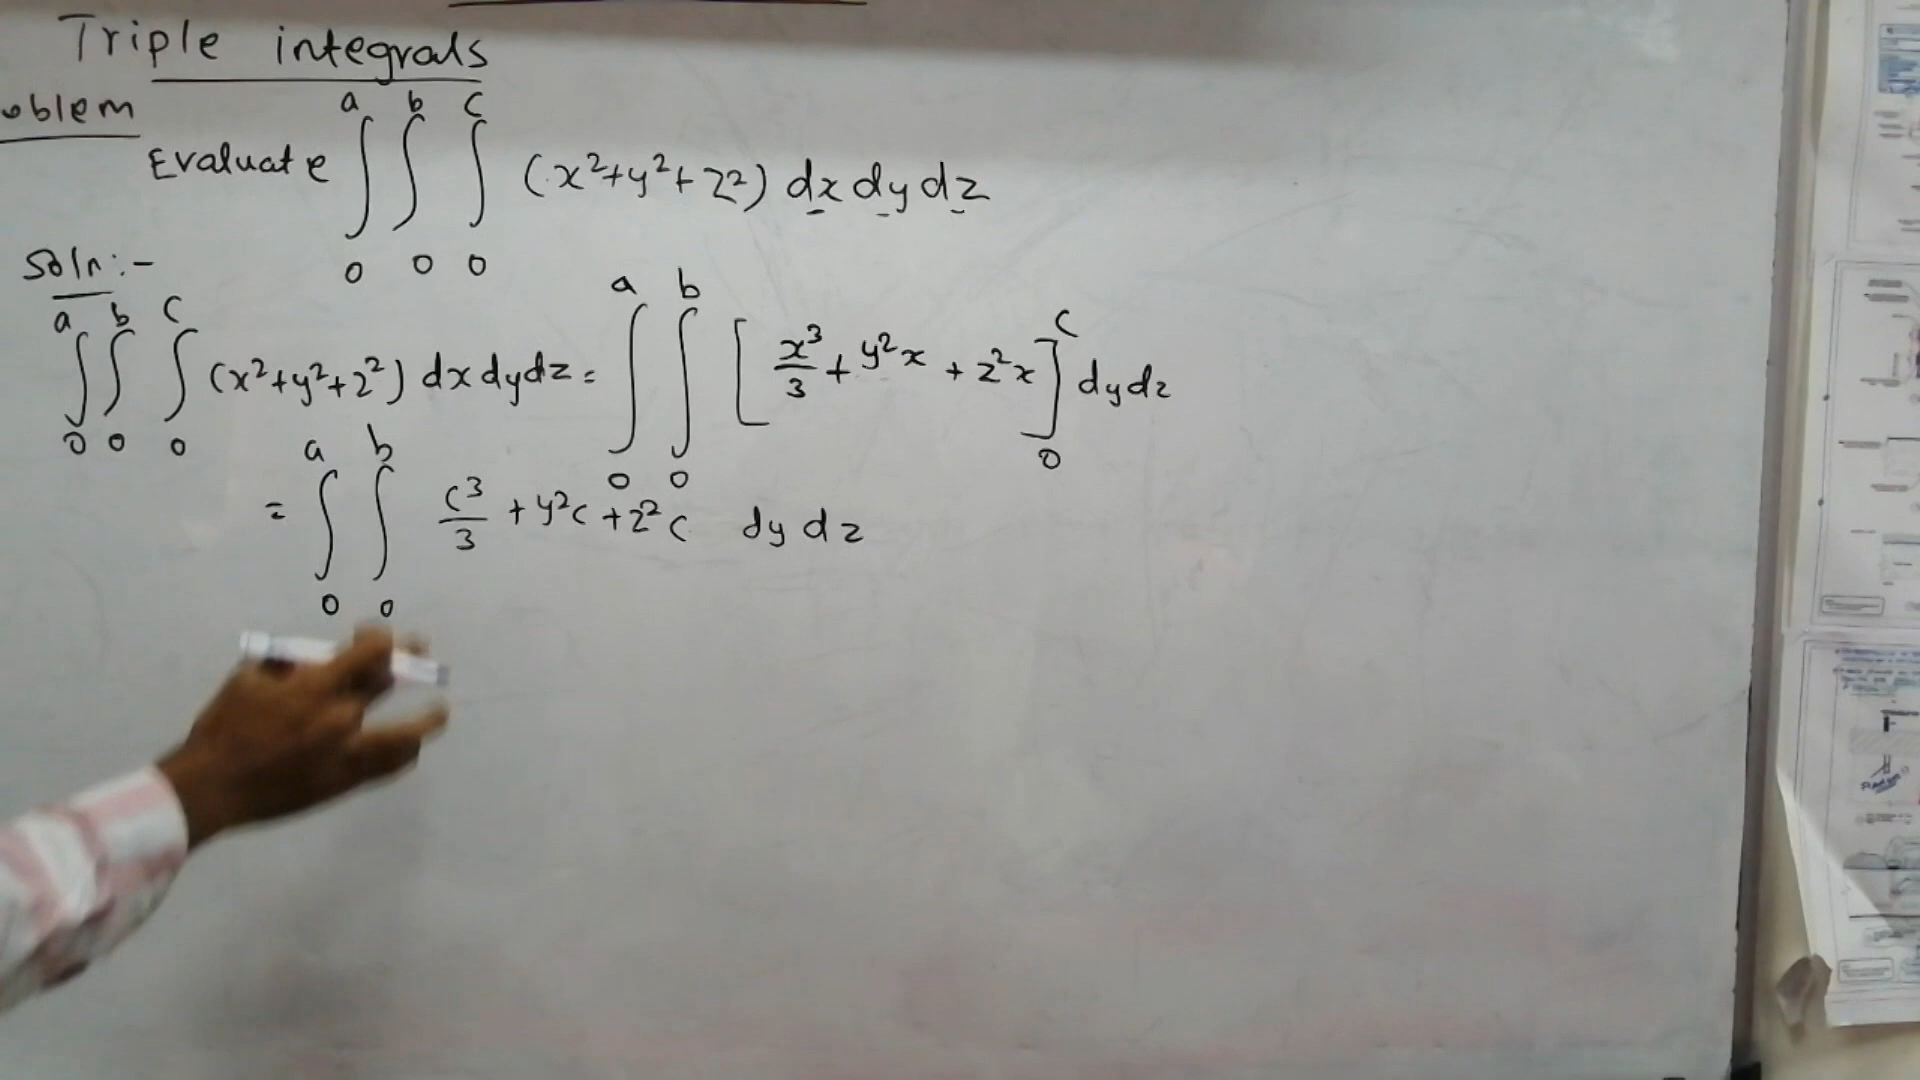 Triple integrals
oblem
Evaluate ∫₀ᵃ ∫₀ᵇ ∫₀ᶜ (x²+y²+z²) dx dy dz
Soln:-
∫₀ᵃ ∫₀ᵇ ∫₀ᶜ (x²+y²+z²) dx dy dz = ∫₀ᵃ ∫₀ᵇ [x³/3 + y²x + z²x]₀ᶜ dy dz
= ∫₀ᵃ ∫₀ᵇ c³/3 + y²c + z²c dy dz